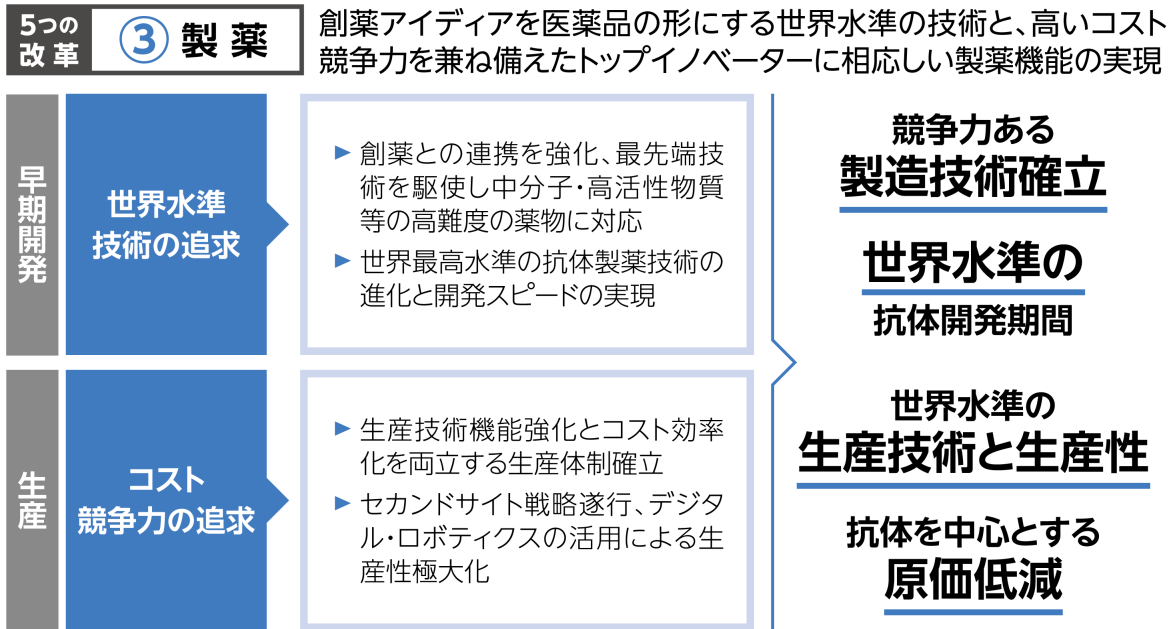 5つの
改革
③ 製薬
創薬アイディアを医薬品の形にする世界水準の技術と、高いコスト
競争力を兼ね備えたトップイノベーターに相応しい製薬機能の実現
早期開発
世界水準
技術の追求
▶ 創薬との連携を強化、最先端技
術を駆使し中分子・高活性物質
等の高難度の薬物に対応
▶ 世界最高水準の抗体製薬技術の
進化と開発スピードの実現
生産
コスト
競争力の追求
▶ 生産技術機能強化とコスト効率
化を両立する生産体制確立
▶ セカンドサイト戦略遂行、デジタ
ル・ロボティクスの活用による生
産性極大化
競争力ある
製造技術確立
世界水準の
抗体開発期間
世界水準の
生産技術と生産性
抗体を中心とする
原価低減